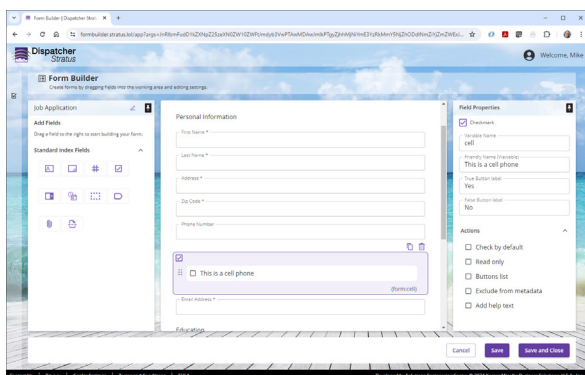 Form Builder | Dispatcher Strat
Dispatcher
Stratus
Welcome, Mike
Form Builder
Create forms by dragging fields into the working area and editing settings.
Job Application
Add Fields
Drag a field to the right to start building your form.
Standard Index Fields
Personal Information
First Name *
Last Name *
Address *
Zip Code *
Phone Number
This is a cell phone
{form:cell}
Email Address *
Education
Field Properties
Checkmark
Variable Name
cell
Friendly Name (Viewable)
This is a cell phone
True Button label
Yes
False Button label
No
Actions
Check by default
Read only
Buttons list
Exclude from metadata
Add help text
Cancel
Save
Save and Close